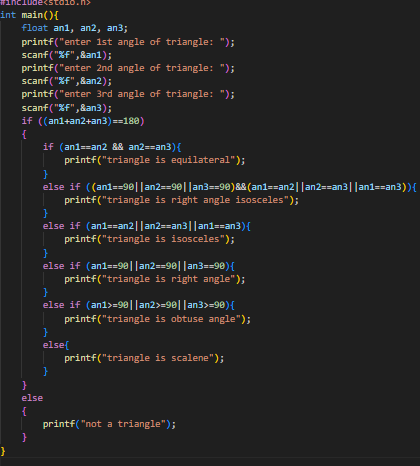 #include<stdio.h>
int main(){
    float an1, an2, an3;
    printf("enter 1st angle of triangle: ");
    scanf("%f",&an1);
    printf("enter 2nd angle of triangle: ");
    scanf("%f",&an2);
    printf("enter 3rd angle of triangle: ");
    scanf("%f",&an3);
    if ((an1+an2+an3)==180)
    {
        if (an1==an2 && an2==an3){
            printf("triangle is equilateral");
        }
        else if ((an1==90||an2==90||an3==90)&&(an1==an2||an2==an3||an1==an3)){
            printf("triangle is right angle isosceles");
        }
        else if (an1==an2||an2==an3||an1==an3){
            printf("triangle is isosceles");
        }
        else if (an1==90||an2==90||an3==90){
            printf("triangle is right angle");
        }
        else if (an1>=90||an2>=90||an3>=90){
            printf("triangle is obtuse angle");
        }
        else{
            printf("triangle is scalene");
        }
    }
    else
    {
        printf("not a triangle");
    }
}